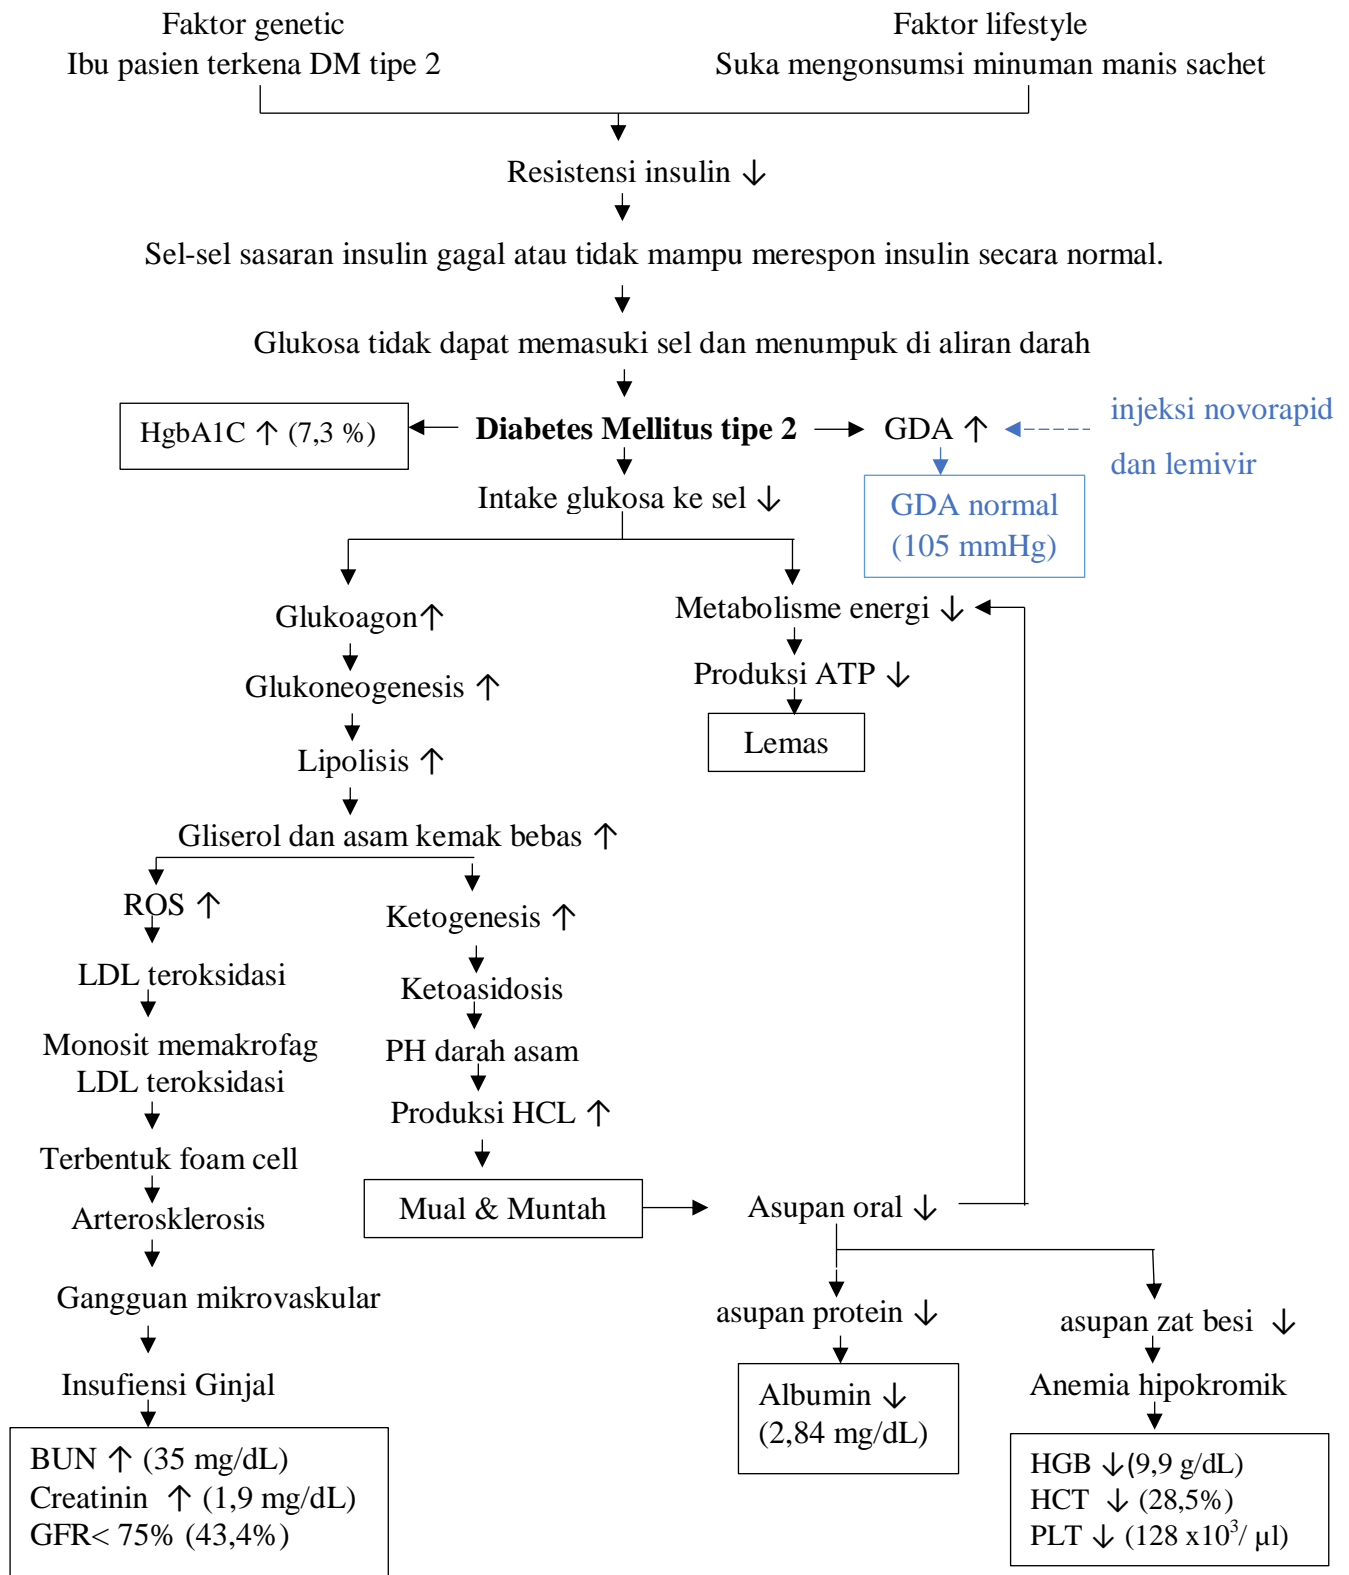 Faktor genetic
Ibu pasien terkena DM tipe 2
Faktor lifestyle
Suka mengonsumsi minuman manis sachet
Resistensi insulin ↓
Sel-sel sasaran insulin gagal atau tidak mampu merespon insulin secara normal.
Glukosa tidak dapat memasuki sel dan menumpuk di aliran darah
HgbA1C ↑ (7,3 %)
Diabetes Mellitus tipe 2
GDA ↑
injeksi novorapid
dan lemivir
GDA normal
(105 mmHg)
Intake glukosa ke sel ↓
Glukoagon↑
Glukoneogenesis ↑
Lipolisis ↑
Gliserol dan asam kemak bebas ↑
Metabolisme energi ↓
Produksi ATP ↓
Lemas
ROS ↑
LDL teroksidasi
Monosit memakrofag
LDL teroksidasi
Terbentuk foam cell
Arterosklerosis
Gangguan mikrovaskular
Insufiensi Ginjal
BUN ↑ (35 mg/dL)
Creatinin ↑ (1,9 mg/dL)
GFR< 75% (43,4%)
Ketogenesis ↑
Ketoasidosis
PH darah asam
Produksi HCL ↑
Mual & Muntah
Asupan oral ↓
asupan protein ↓
Albumin ↓
(2,84 mg/dL)
asupan zat besi ↓
Anemia hipokromik
HGB ↓(9,9 g/dL)
HCT ↓ (28,5%)
PLT ↓ (128 x10³/ µl)